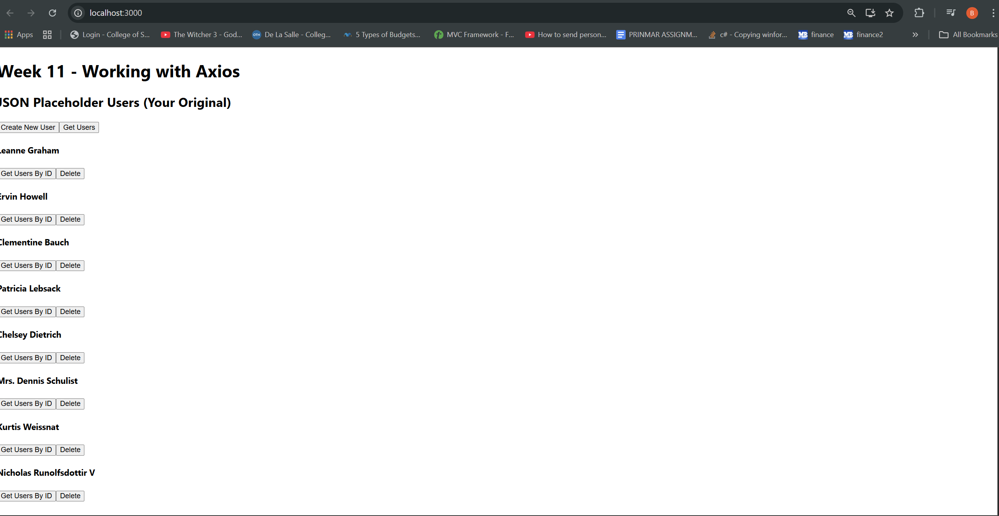 localhost:3000
Apps
Login - College of S...
The Witcher 3 - God...
OTH De La Salle - Colleg...
5 Types of Budgets...
MVC Framework - F...
How to send person...
PRINMAR ASSIGNM...
c# - Copying winfor...
MB finance
MB finance2
All Bookmarks
B
Week 11 - Working with Axios
JSON Placeholder Users (Your Original)
Create New User Get Users
Leanne Graham
Get Users By ID Delete
Ervin Howell
Get Users By ID Delete
Clementine Bauch
Get Users By ID Delete
Patricia Lebsack
Get Users By ID Delete
Chelsey Dietrich
Get Users By ID Delete
Mrs. Dennis Schulist
Get Users By ID Delete
Kurtis Weissnat
Get Users By ID Delete
Nicholas Runolfsdottir V
Get Users By ID Delete